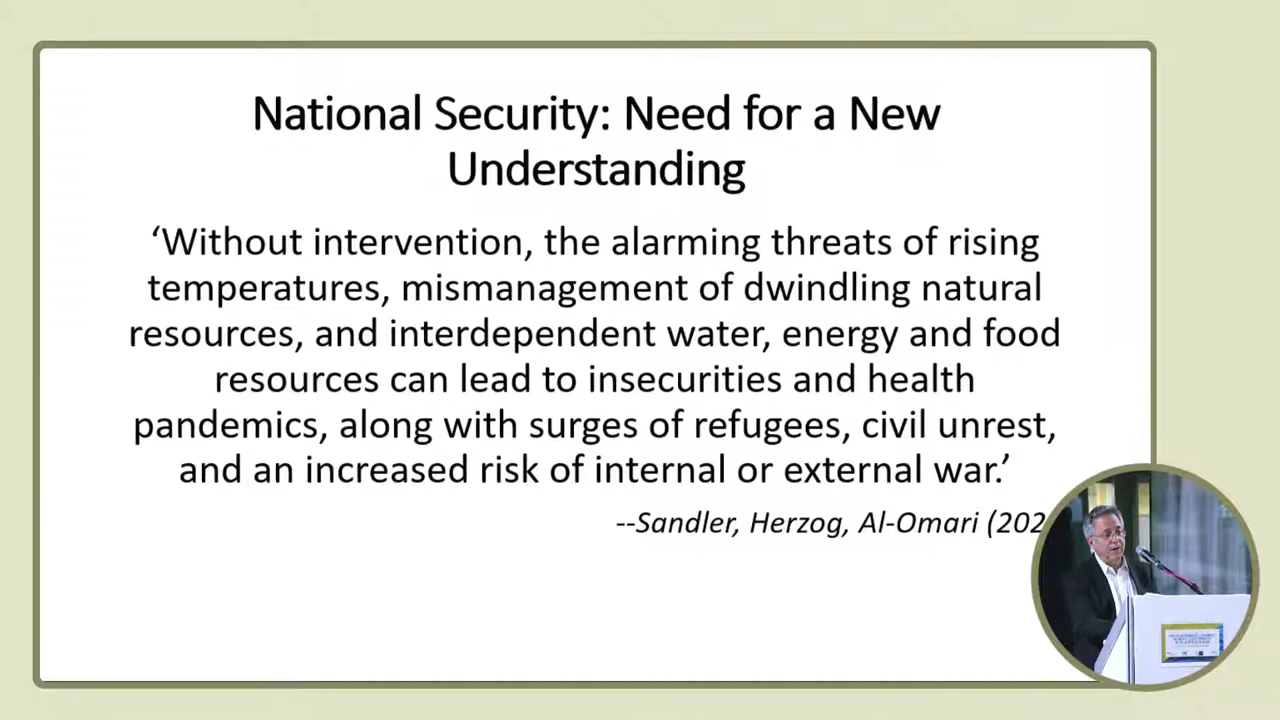 National Security: Need for a New
Understanding
‘Without intervention, the alarming threats of rising
temperatures, mismanagement of dwindling natural
resources, and interdependent water, energy and food
resources can lead to insecurities and health
pandemics, along with surges of refugees, civil unrest,
and an increased risk of internal or external war.’
--Sandler, Herzog, Al-Omari (202